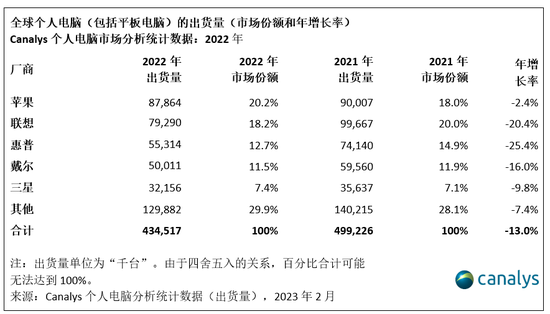 全球个人电脑（包括平板电脑）的出货量（市场份额和年增长率）
Canalys 个人电脑市场分析统计数据：2022 年
厂商 2022 年出货量 2022 年市场份额 2021 年出货量 2021 年市场份额 年增长率
苹果 87,864 20.2% 90,007 18.0% -2.4%
联想 79,290 18.2% 99,667 20.0% -20.4%
惠普 55,314 12.7% 74,140 14.9% -25.4%
戴尔 50,011 11.5% 59,560 11.9% -16.0%
三星 32,156 7.4% 35,637 7.1% -9.8%
其他 129,882 29.9% 140,215 28.1% -7.4%
合计 434,517 100% 499,226 100% -13.0%
注：出货量单位为“千台”。由于四舍五入的关系，百分比合计可能
无法达到 100%。
来源：Canalys 个人电脑分析统计数据（出货量），2023 年 2 月
canalys